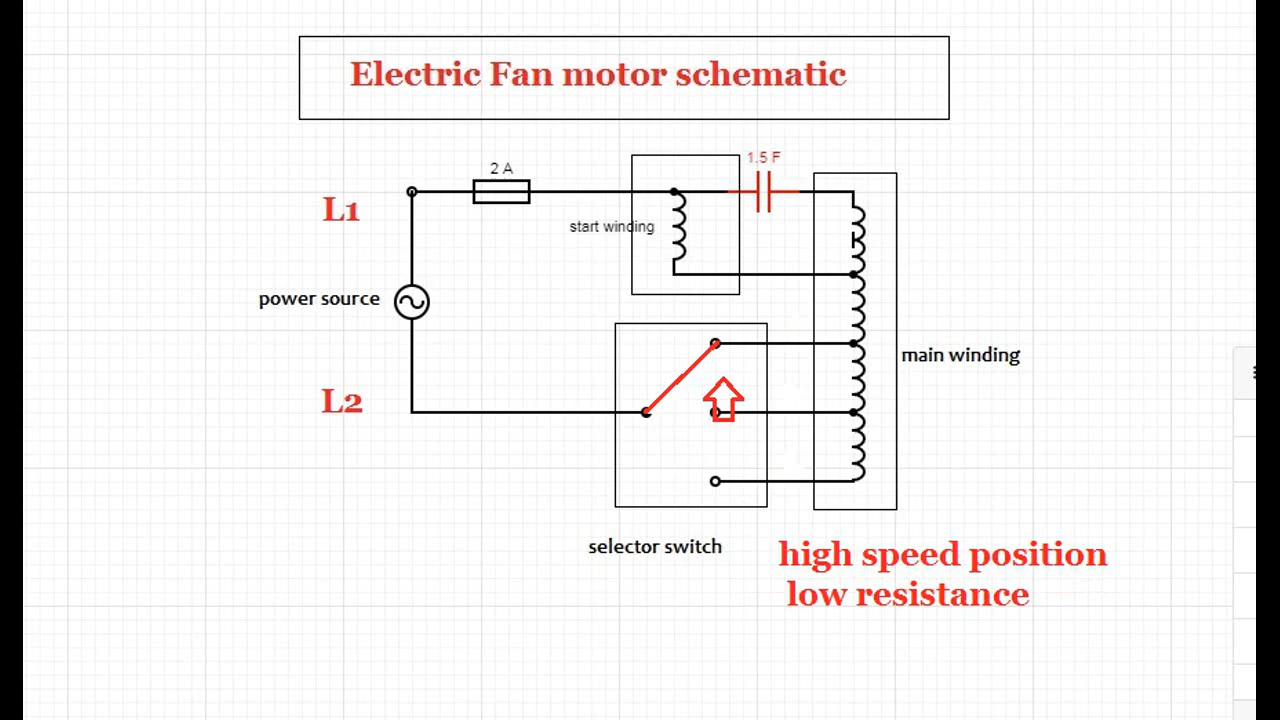 Electric Fan motor schematic
2 A
1.5 F
L1
start winding
power source
main winding
L2
selector switch
high speed position
low resistance